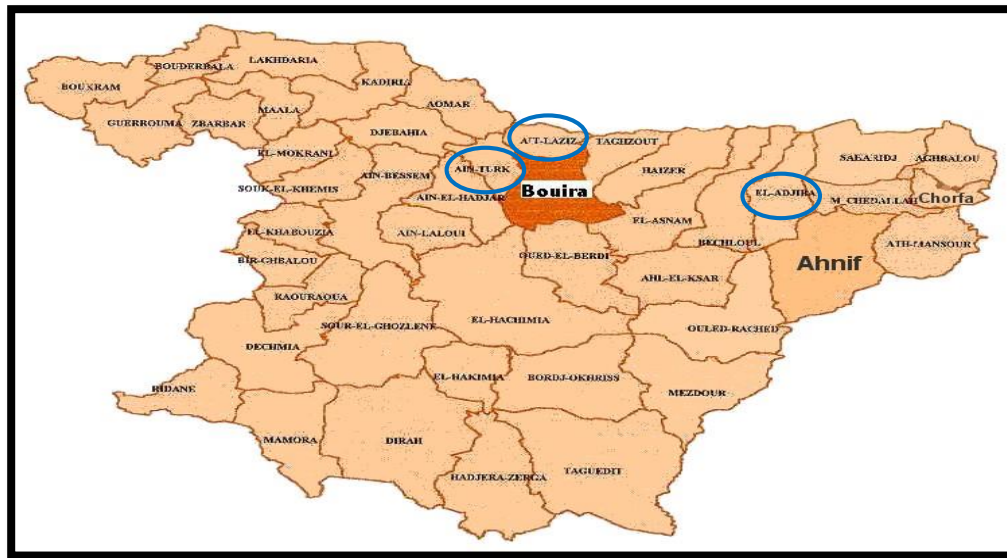 LAKHDARIA
BOUDERBALA
BOUXRAM
KADIRIA
AOMAR
MAALA
GUERROUMA
ZBARBAR
DJEBAHIA
AIT-LAZIZ
TAGHZOUT
EL-MOKRANI
SAHARIDJ
AGHBALOU
AIN-TURK
HAIZER
AIN-BESSEM
SOUK-EL-KHEMIS
Bouira
EL-ADJIBA
AIN-EL-HADJAR
M_CHEDALLAH
Chorfa
EL-ASNAM
EL-KHABOUZIA
AIN-LALOUI
BECHLOUL
ATH-MANSOUR
OUED-EL-BERDI
BIR-GHBALOU
Ahnif
AHL-EL-KSAR
RAOURAOUA
EL-HACHIMIA
SOUR-EL-GHOZLENE
OULED-RACHED
DECHMIA
EL-HAKIMIA
BORDJ-OKHRISS
RIDANE
MEZDOUR
MAMORA
DIRAH
TAGUEDIT
HADJERA-ZERGA